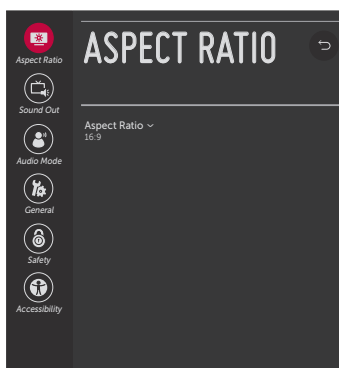 ASPECT RATIO
Aspect Ratio
Sound Out
Audio Mode
General
Safety
Accessibility
Aspect Ratio
16:9